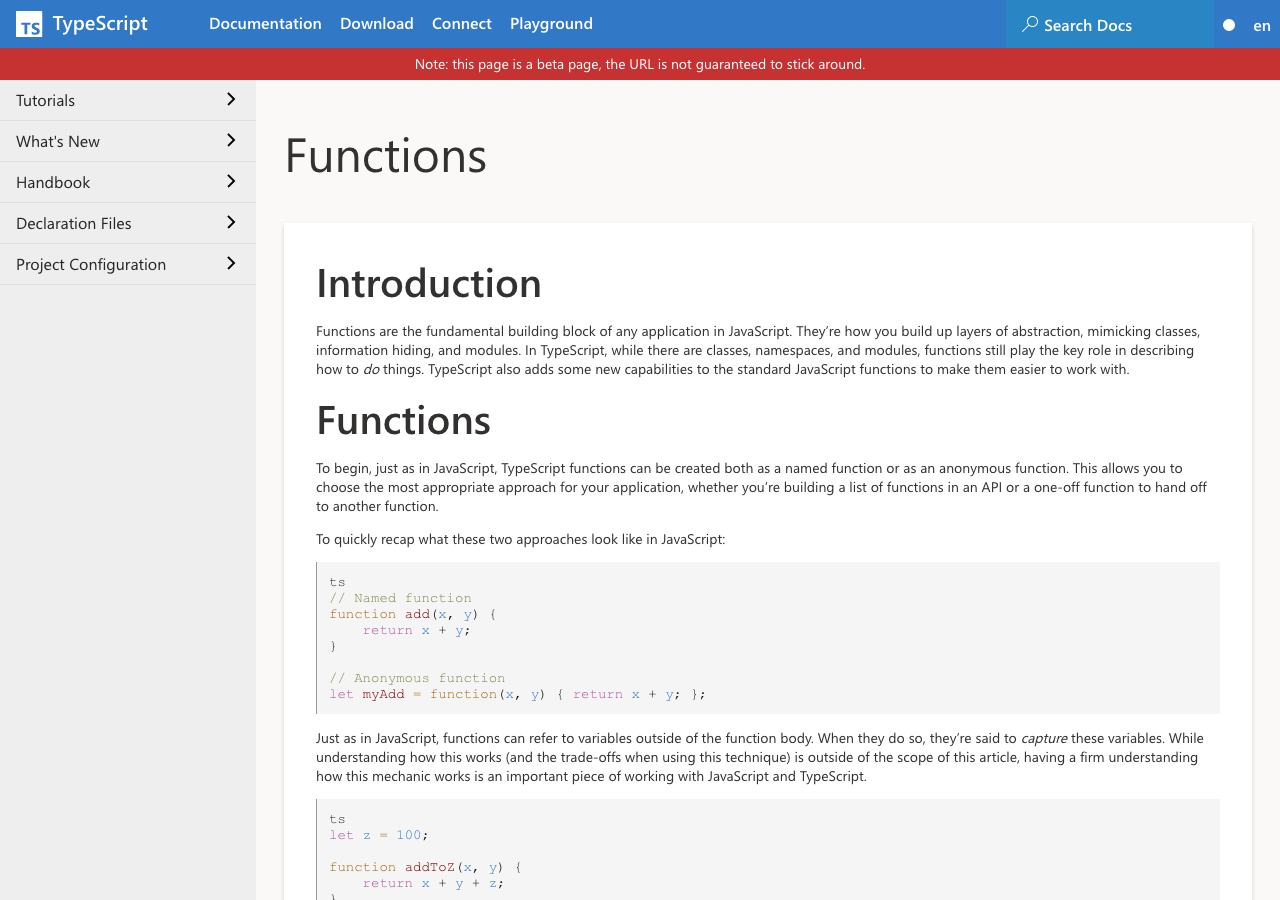 TS TypeScript Documentation Download Connect Playground Search Docs en
Note: this page is a beta page, the URL is not guaranteed to stick around.
Tutorials
What's New
Handbook
Declaration Files
Project Configuration
Functions
Introduction
Functions are the fundamental building block of any application in JavaScript. They’re how you build up layers of abstraction, mimicking classes,
information hiding, and modules. In TypeScript, while there are classes, namespaces, and modules, functions still play the key role in describing
how to do things. TypeScript also adds some new capabilities to the standard JavaScript functions to make them easier to work with.
Functions
To begin, just as in JavaScript, TypeScript functions can be created both as a named function or as an anonymous function. This allows you to
choose the most appropriate approach for your application, whether you’re building a list of functions in an API or a one-off function to hand off
to another function.
To quickly recap what these two approaches look like in JavaScript:
ts
// Named function
function add(x, y) {
    return x + y;
}
// Anonymous function
let myAdd = function(x, y) { return x + y; };
Just as in JavaScript, functions can refer to variables outside of the function body. When they do so, they’re said to capture these variables. While
understanding how this works (and the trade-offs when using this technique) is outside of the scope of this article, having a firm understanding
how this mechanic works is an important piece of working with JavaScript and TypeScript.
ts
let z = 100;
function addToZ(x, y) {
    return x + y + z;
}